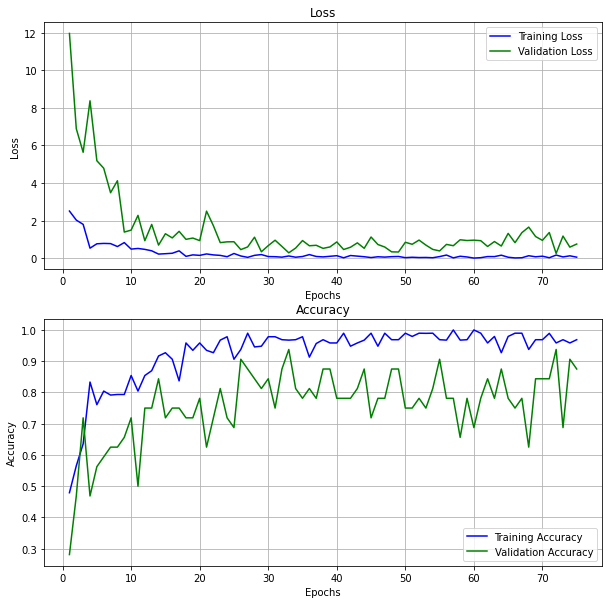 Loss
Training Loss
Validation Loss
12
10
8
6
4
2
0
Loss
0 10 20 30 40 50 60 70
Epochs
Accuracy
1.0
0.9
0.8
0.7
0.6
0.5
0.4
0.3
Accuracy
Training Accuracy
Validation Accuracy
0 10 20 30 40 50 60 70
Epochs